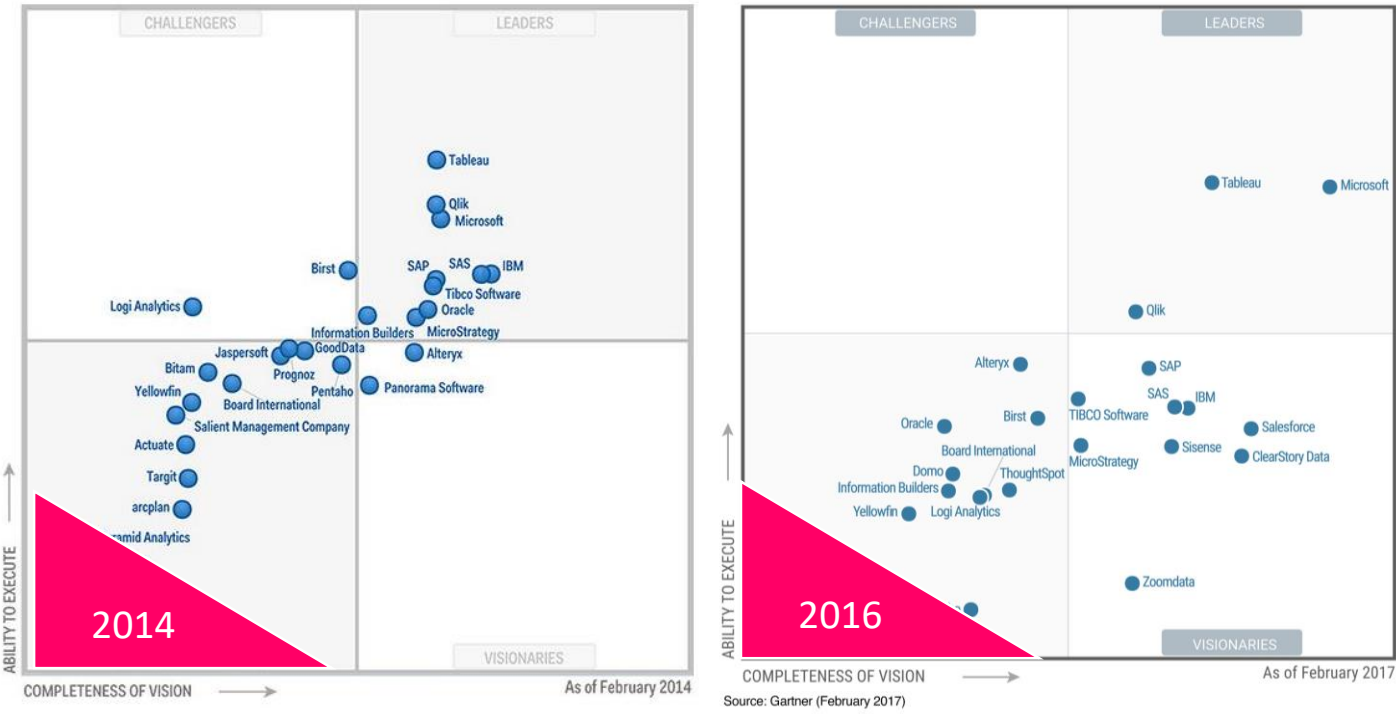 CHALLENGERS
LEADERS
Tableau
Qlik
Microsoft
Birst
SAP
SAS
IBM
Tibco Software
Logi Analytics
Oracle
Information Builders
MicroStrategy
Jaspersoft
GoodData
Alteryx
Bitam
Prognoz
Pentaho
Panorama Software
Yellowfin
Board International
Salient Management Company
Actuate
Targit
arcplan
ramid Analytics
2014
VISIONARIES
ABILITY TO EXECUTE
COMPLETENESS OF VISION
As of February 2014
CHALLENGERS
LEADERS
Tableau
Microsoft
Qlik
Alteryx
SAP
SAS
IBM
TIBCO Software
Birst
Oracle
Salesforce
Board International
Sisense
MicroStrategy
ClearStory Data
Domo
ThoughtSpot
Information Builders
Yellowfin
Logi Analytics
Zoomdata
2016
VISIONARIES
ABILITY TO EXECUTE
COMPLETENESS OF VISION
As of February 2017
Source: Gartner (February 2017)